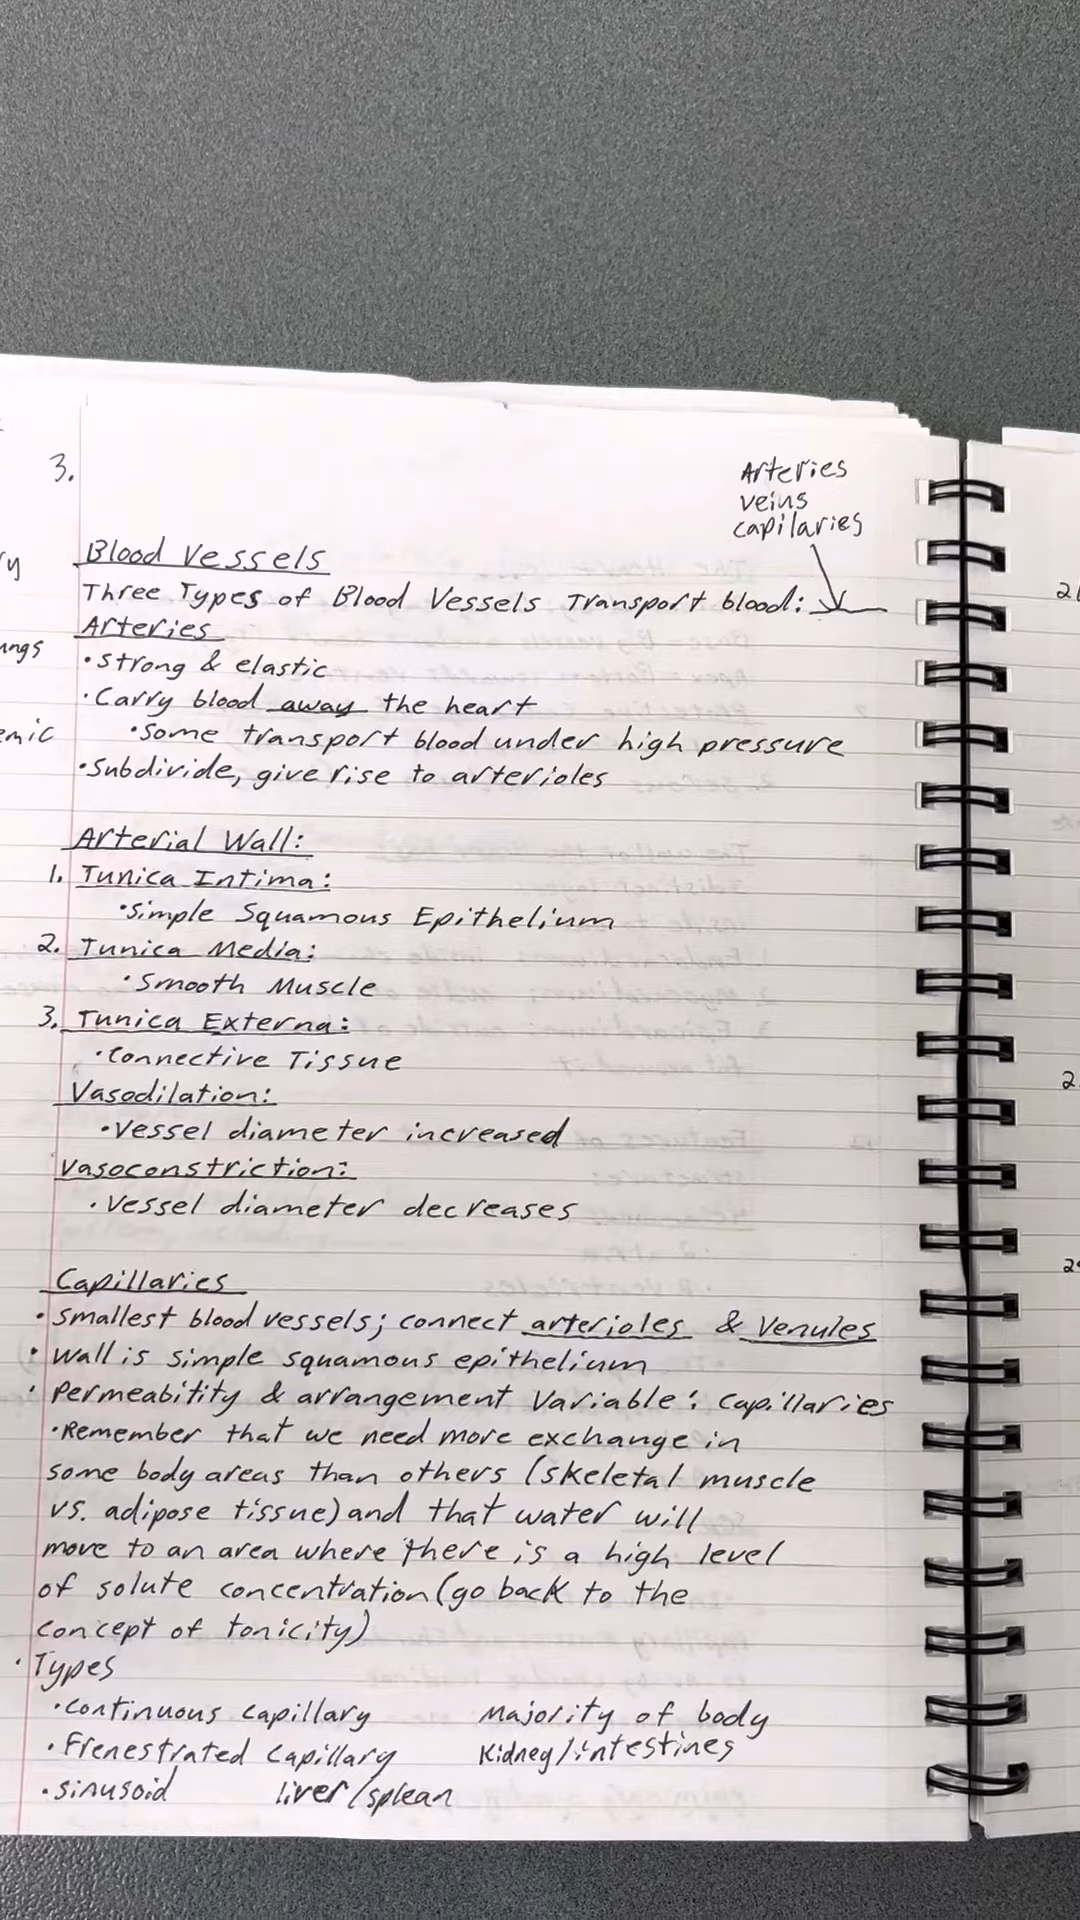 3.
Arteries
veins
capilaries
Blood Vessels
Three Types of Blood Vessels Transport blood:
Arteries
•Strong & elastic
•Carry blood away the heart
•Some transport blood under high pressure
•Subdivide, give rise to arterioles
Arterial Wall:
1. Tunica Intima:
•Simple Squamous Epithelium
2. Tunica Media:
•Smooth Muscle
3. Tunica Externa:
•Connective Tissue
Vasodilation:
•Vessel diameter increased
Vasoconstriction:
•Vessel diameter decreases
Capillaries
•Smallest blood vessels; connect arterioles & Venules
•Wall is simple squamous epithelium
•Permeabitity & arrangement Variable: Capillaries
•Remember that we need more exchange in
some body areas than others (skeletal muscle
vs. adipose tissue) and that water will
move to an area where there is a high level
of solute concentration (go back to the
concept of tonicity)
•Types
•Continuous Capillary Majority of body
•Frenestrated Capillary Kidney/intestines
•Sinusoid liver/splean